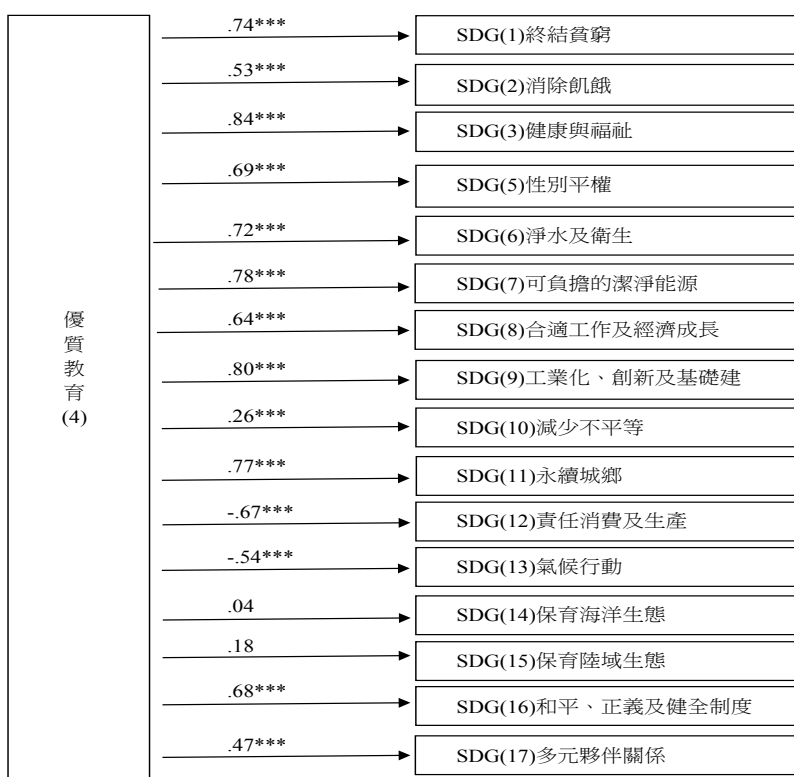 .74***
SDG(1)終結貧窮
.53***
SDG(2)消除飢餓
.84***
SDG(3)健康與福祉
.69***
SDG(5)性別平權
.72***
SDG(6)淨水及衛生
.78***
SDG(7)可負擔的潔淨能源
優
質
教
育
(4)
.64***
SDG(8)合適工作及經濟成長
.80***
SDG(9)工業化、創新及基礎建
.26***
SDG(10)減少不平等
.77***
SDG(11)永續城鄉
-.67***
SDG(12)責任消費及生產
-.54***
SDG(13)氣候行動
.04
SDG(14)保育海洋生態
.18
SDG(15)保育陸域生態
.68***
SDG(16)和平、正義及健全制度
.47***
SDG(17)多元夥伴關係